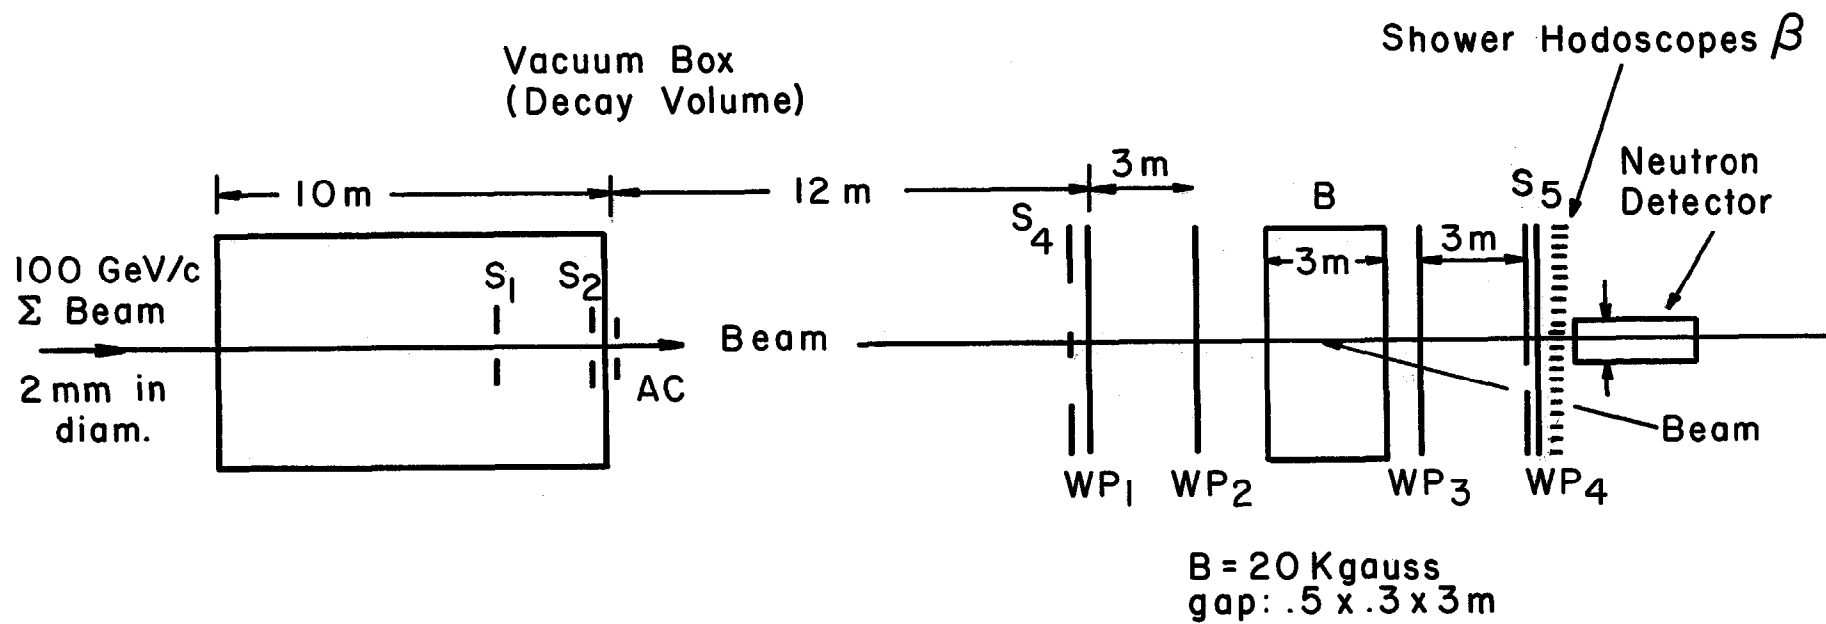 Shower Hodoscopes β
Vacuum Box
(Decay Volume)
3m
Neutron
Detector
10m
12 m
B
S5
S4
3m
100 GeV/c
Σ Beam
S1
S2
3m
Beam
2mm in
diam.
AC
Beam
WP1
WP2
WP3
WP4
B = 20 Kgauss
gap: .5 x .3 x 3m